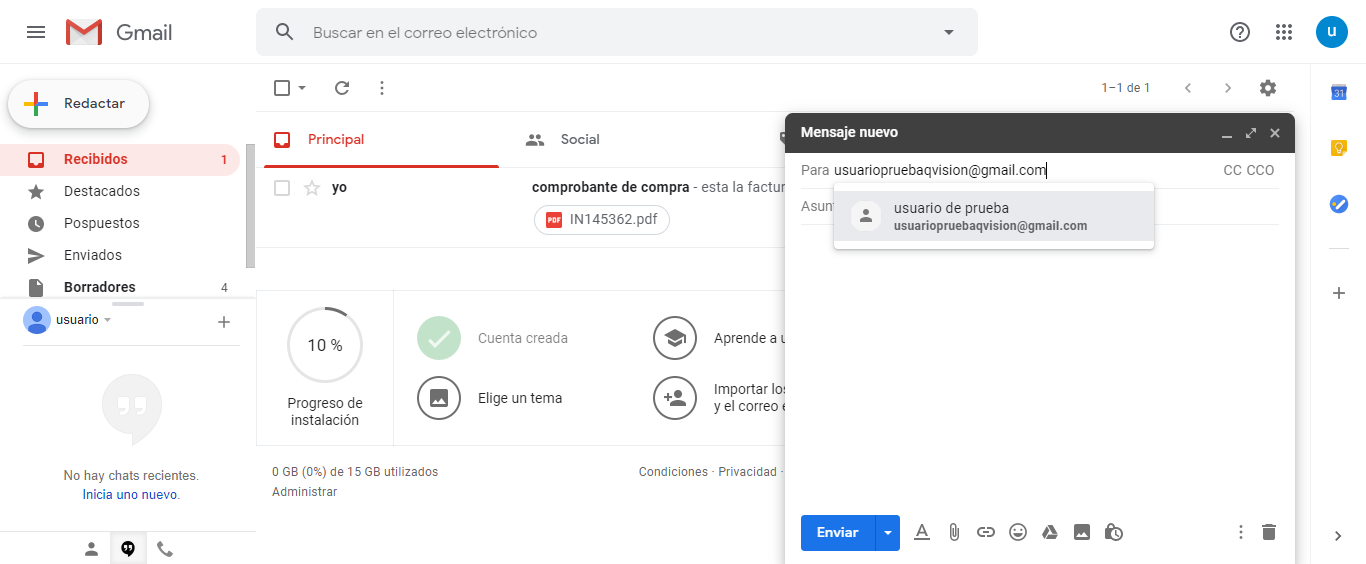 Gmail
Buscar en el correo electrónico
u
Redactar
1–1 de 1
31
Recibidos 1
Destacados
Pospuestos
Enviados
Borradores 4
Principal
Social
yo
comprobante de compra - esta la factur
PDF IN145362.pdf
usuario
No hay chats recientes.
Inicia uno nuevo.
10 %
Progreso de
instalación
Cuenta creada
Elige un tema
Aprende a u
Importar los
y el correo e
0 GB (0%) de 15 GB utilizados
Administrar
Condiciones · Privacidad ·
Mensaje nuevo
Para usuariopruebaqvision@gmail.com CC CCO
Asun
usuario de prueba
usuariopruebaqvision@gmail.com
Enviar